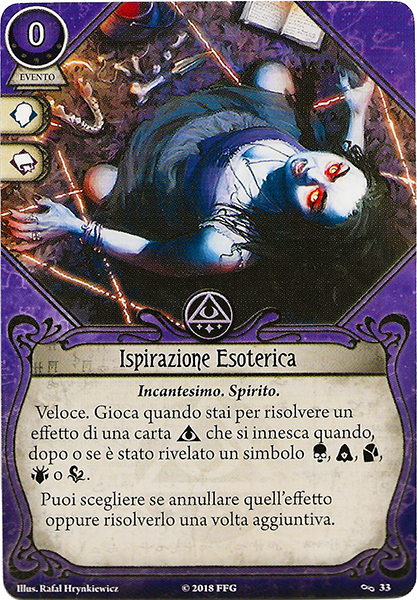 0
EVENTO
Ispirazione Esoterica
Incantesimo. Spirito.
Veloce. Gioca quando stai per risolvere un
effetto di una carta che si innesca quando,
dopo o se è stato rivelato un simbolo , , ,
o .
Puoi scegliere se annullare quell'effetto
oppure risolverlo una volta aggiuntiva.
Illus. Rafał Hrynkiewicz
© 2018 FFG
33